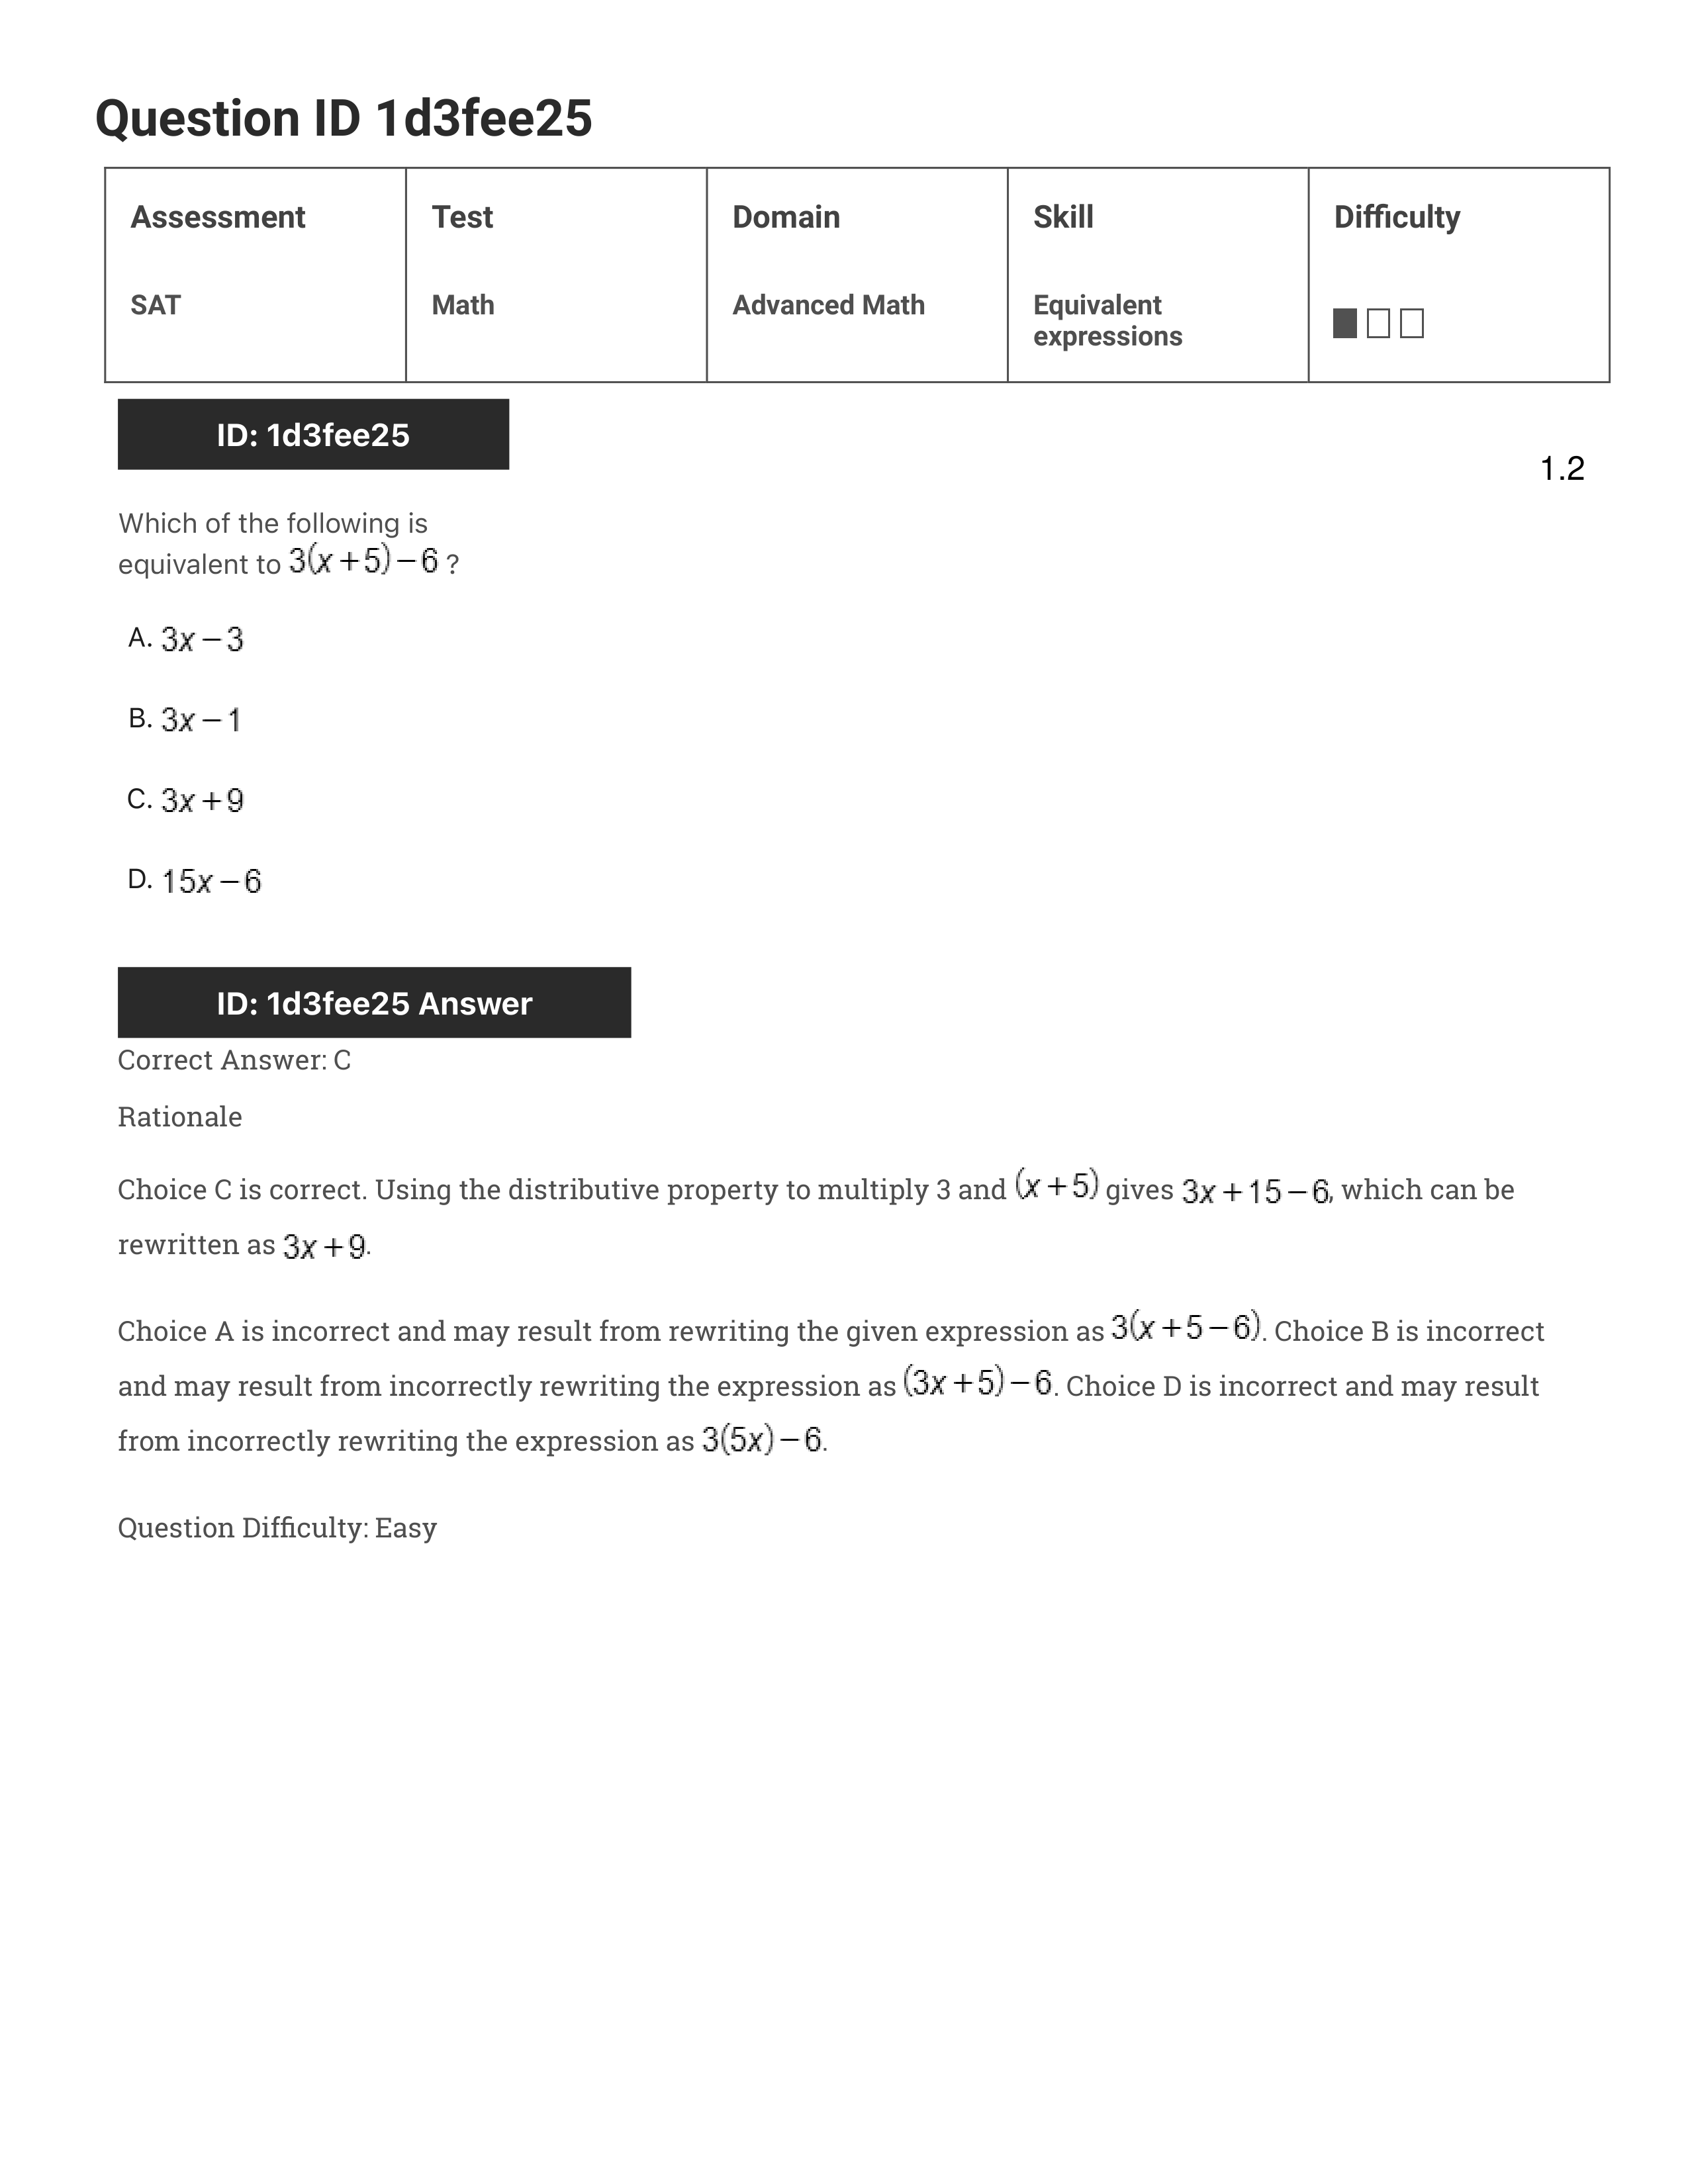 Question ID 1d3fee25
Assessment Test Domain Skill Difficulty
SAT Math Advanced Math Equivalent
expressions
ID: 1d3fee25
1.2
Which of the following is
equivalent to 3(x+5)−6 ?
A. 3x−3
B. 3x−1
C. 3x+9
D. 15x−6
ID: 1d3fee25 Answer
Correct Answer: C
Rationale
Choice C is correct. Using the distributive property to multiply 3 and (x+5) gives 3x+15−6, which can be
rewritten as 3x+9.
Choice A is incorrect and may result from rewriting the given expression as 3(x+5−6). Choice B is incorrect
and may result from incorrectly rewriting the expression as (3x+5)−6. Choice D is incorrect and may result
from incorrectly rewriting the expression as 3(5x)−6.
Question Difficulty: Easy